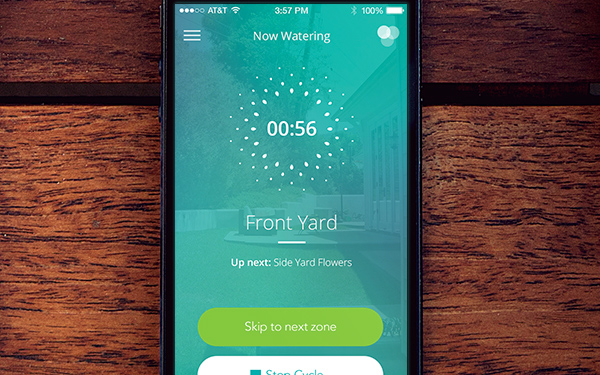 AT&T 3:57 PM 100%
Now Watering
00:56
Front Yard
Up next: Side Yard Flowers
Skip to next zone
Stop Cycle